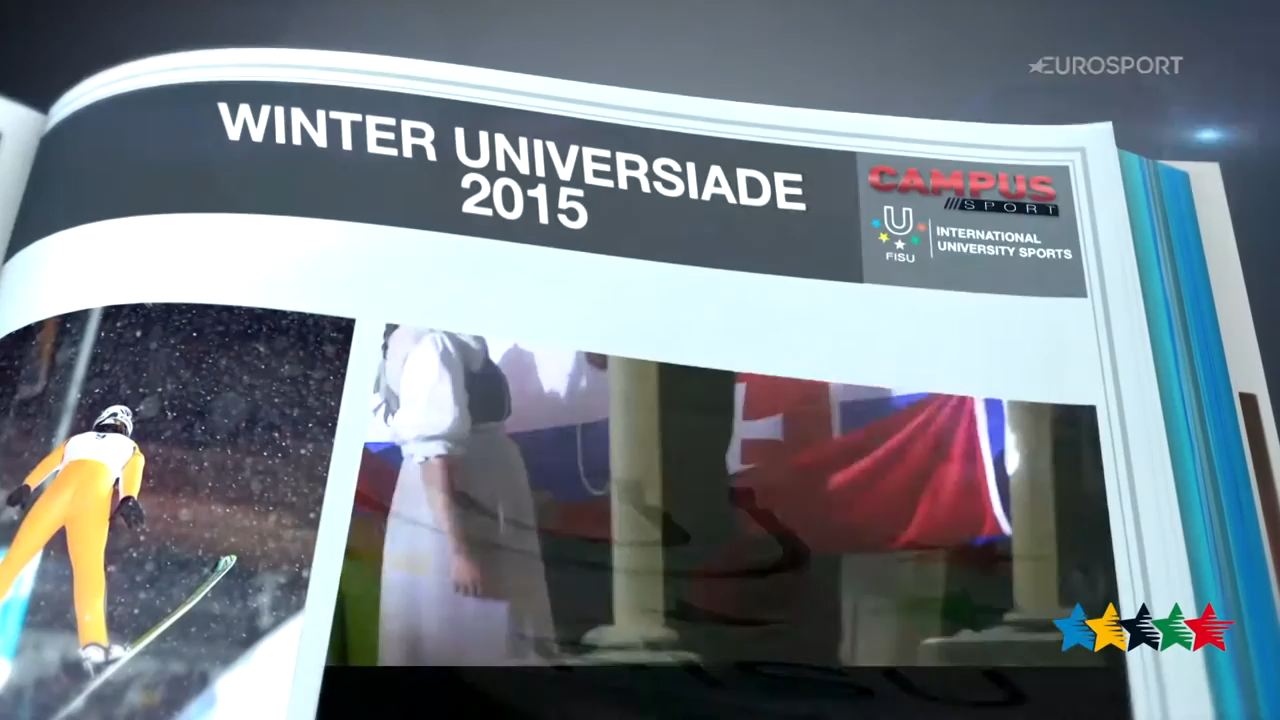 EUROSPORT
WINTER UNIVERSIADE
2015
CAMPUS
///SPORT
U
FISU
INTERNATIONAL
UNIVERSITY SPORTS